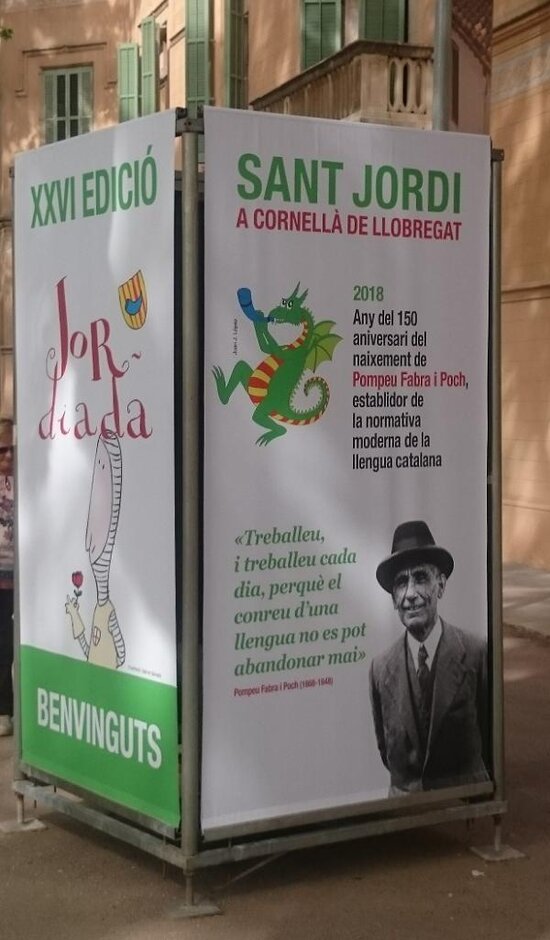 XXVI EDICIÓ
JOR-
diada
BENVINGUTS
SANT JORDI
A CORNELLÀ DE LLOBREGAT
2018
Any del 150
aniversari del
naixement de
Pompeu Fabra i Poch,
establidor de
la normativa
moderna de la
llengua catalana
«Treballeu,
i treballeu cada
dia, perquè el
conreu d'una
llengua no es pot
abandonar mai»
Pompeu Fabra i Poch (1868-1948)